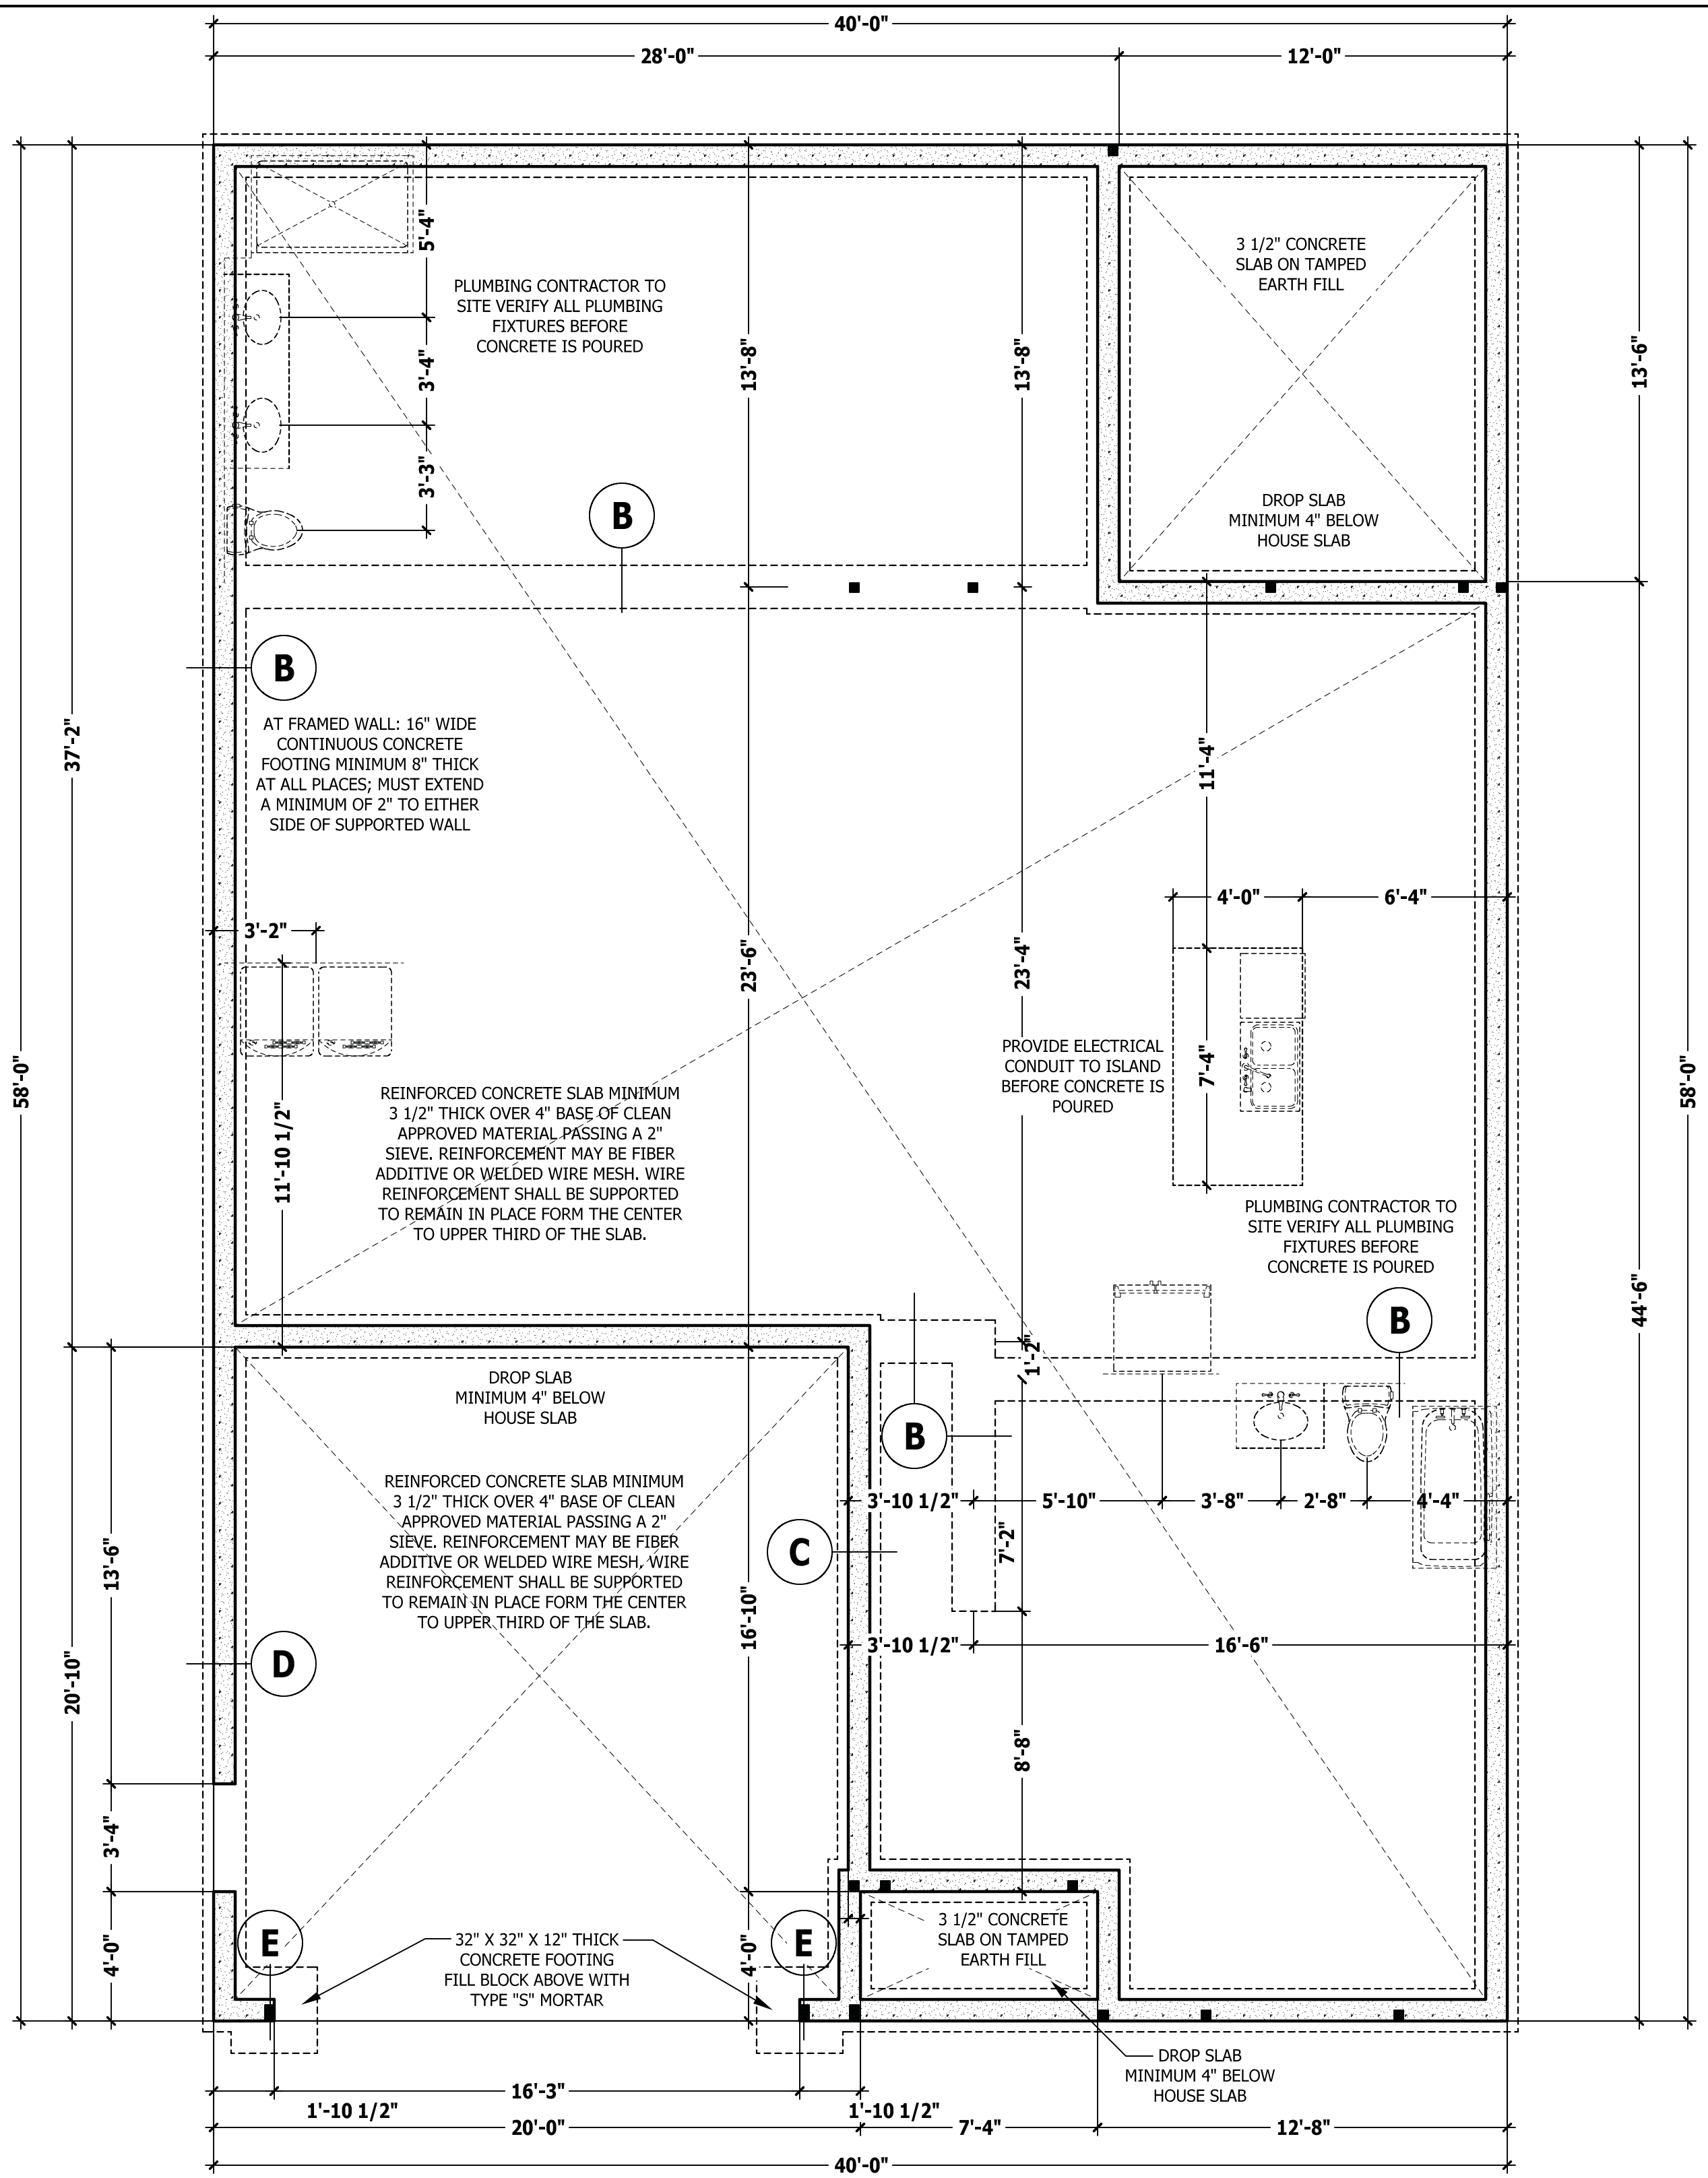 40'-0"
28'-0"
12'-0"
5'-4"
3'-4"
3'-3"
PLUMBING CONTRACTOR TO
SITE VERIFY ALL PLUMBING
FIXTURES BEFORE
CONCRETE IS POURED
13'-8"
13'-8"
3 1/2" CONCRETE
SLAB ON TAMPED
EARTH FILL
DROP SLAB
MINIMUM 4" BELOW
HOUSE SLAB
13'-6"
B
B
AT FRAMED WALL: 16" WIDE
CONTINUOUS CONCRETE
FOOTING MINIMUM 8" THICK
AT ALL PLACES; MUST EXTEND
A MINIMUM OF 2" TO EITHER
SIDE OF SUPPORTED WALL
37'-2"
58'-0"
11'-4"
4'-0"
6'-4"
3'-2"
23'-6"
23'-4"
PROVIDE ELECTRICAL
CONDUIT TO ISLAND
BEFORE CONCRETE IS
POURED
7'-4"
58'-0"
11'-10 1/2"
REINFORCED CONCRETE SLAB MINIMUM
3 1/2" THICK OVER 4" BASE OF CLEAN
APPROVED MATERIAL PASSING A 2"
SIEVE. REINFORCEMENT MAY BE FIBER
ADDITIVE OR WELDED WIRE MESH. WIRE
REINFORCEMENT SHALL BE SUPPORTED
TO REMAIN IN PLACE FORM THE CENTER
TO UPPER THIRD OF THE SLAB.
PLUMBING CONTRACTOR TO
SITE VERIFY ALL PLUMBING
FIXTURES BEFORE
CONCRETE IS POURED
44'-6"
B
1'-2"
DROP SLAB
MINIMUM 4" BELOW
HOUSE SLAB
B
REINFORCED CONCRETE SLAB MINIMUM
3 1/2" THICK OVER 4" BASE OF CLEAN
APPROVED MATERIAL PASSING A 2"
SIEVE. REINFORCEMENT MAY BE FIBER
ADDITIVE OR WELDED WIRE MESH. WIRE
REINFORCEMENT SHALL BE SUPPORTED
TO REMAIN IN PLACE FORM THE CENTER
TO UPPER THIRD OF THE SLAB.
3'-10 1/2"
5'-10"
3'-8"
2'-8"
4'-4"
7'-2"
C
13'-6"
16'-10"
3'-10 1/2"
16'-6"
D
20'-10"
8'-8"
3'-4"
E
E
4'-0"
32" X 32" X 12" THICK
CONCRETE FOOTING
FILL BLOCK ABOVE WITH
TYPE "S" MORTAR
4'-0"
3 1/2" CONCRETE
SLAB ON TAMPED
EARTH FILL
DROP SLAB
MINIMUM 4" BELOW
HOUSE SLAB
16'-3"
1'-10 1/2"
1'-10 1/2"
20'-0"
7'-4"
12'-8"
40'-0"